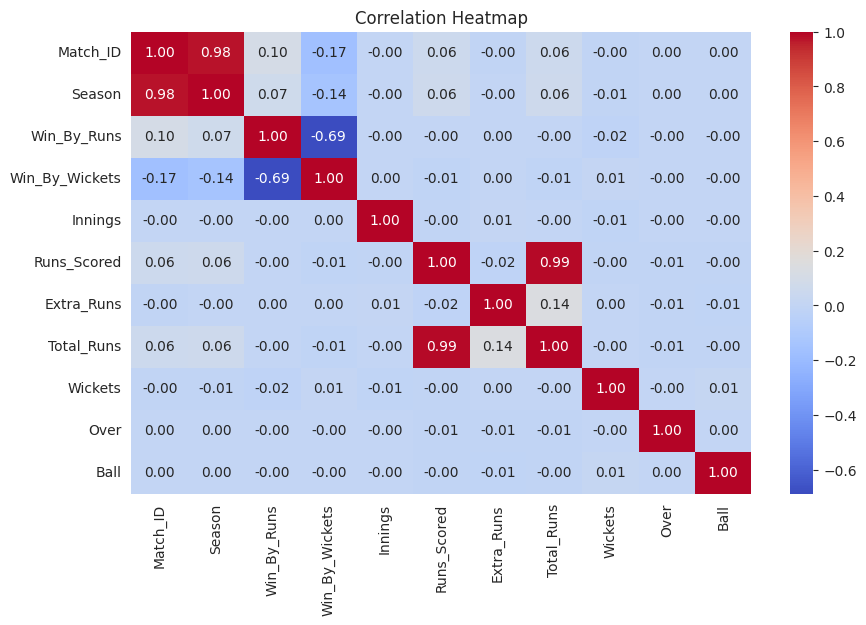 Correlation Heatmap
Match_ID 1.00 0.98 0.10 -0.17 -0.00 0.06 -0.00 0.06 -0.00 0.00 0.00
Season 0.98 1.00 0.07 -0.14 -0.00 0.06 -0.00 0.06 -0.01 0.00 0.00
Win_By_Runs 0.10 0.07 1.00 -0.69 -0.00 -0.00 0.00 -0.00 -0.02 -0.00 -0.00
Win_By_Wickets -0.17 -0.14 -0.69 1.00 0.00 -0.01 0.00 -0.01 0.01 -0.00 -0.00
Innings -0.00 -0.00 -0.00 0.00 1.00 -0.00 0.01 -0.00 -0.01 -0.00 -0.00
Runs_Scored 0.06 0.06 -0.00 -0.01 -0.00 1.00 -0.02 0.99 -0.00 -0.01 -0.00
Extra_Runs -0.00 -0.00 0.00 0.00 0.01 -0.02 1.00 0.14 0.00 -0.01 -0.01
Total_Runs 0.06 0.06 -0.00 -0.01 -0.00 0.99 0.14 1.00 -0.00 -0.01 -0.00
Wickets -0.00 -0.01 -0.02 0.01 -0.01 -0.00 0.00 -0.00 1.00 -0.00 0.01
Over 0.00 0.00 -0.00 -0.00 -0.00 -0.01 -0.01 -0.01 -0.00 1.00 0.00
Ball 0.00 0.00 -0.00 -0.00 -0.00 -0.00 -0.01 -0.00 0.01 0.00 1.00
Match_ID
Season
Win_By_Runs
Win_By_Wickets
Innings
Runs_Scored
Extra_Runs
Total_Runs
Wickets
Over
Ball
1.0
0.8
0.6
0.4
0.2
0.0
−0.2
−0.4
−0.6